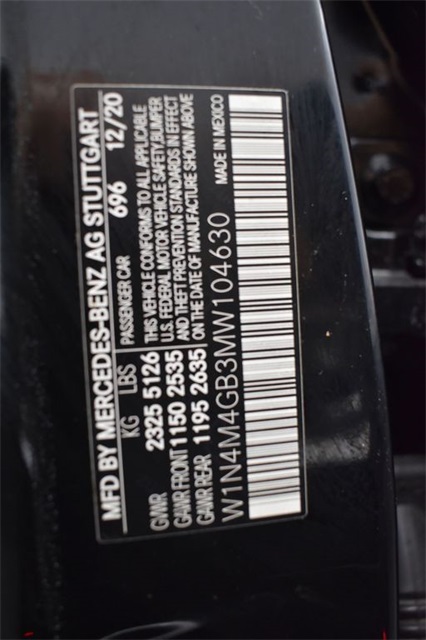 MFD BY MERCEDES-BENZ AG STUTTGART
KG LBS PASSENGER CAR 696 12/20
GVWR 2325 5126 THIS VEHICLE CONFORMS TO ALL APPLICABLE
U.S. FEDERAL MOTOR VEHICLE SAFETY,BUMPER
GAWR FRONT 1150 2535 AND THEFT PREVENTION STANDARDS IN EFFECT
GAWR REAR 1195 2635 ON THE DATE OF MANUFACTURE SHOWN ABOVE
W1N4M4GB3MW104630 MADE IN MEXICO